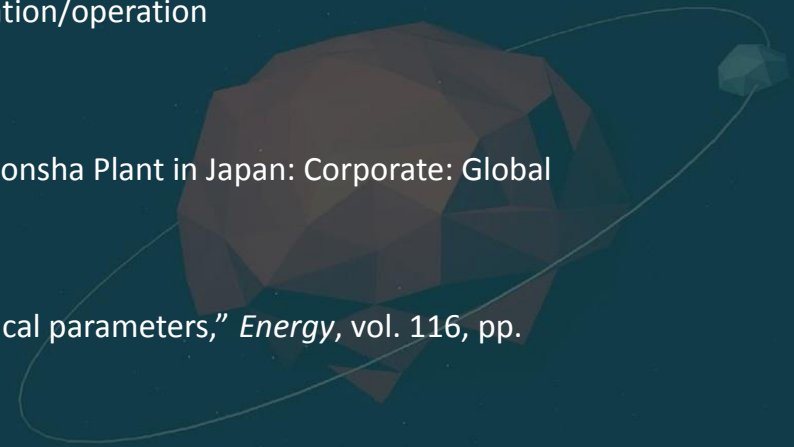 tion/operation
onsha Plant in Japan: Corporate: Global
cal parameters,” Energy, vol. 116, pp.